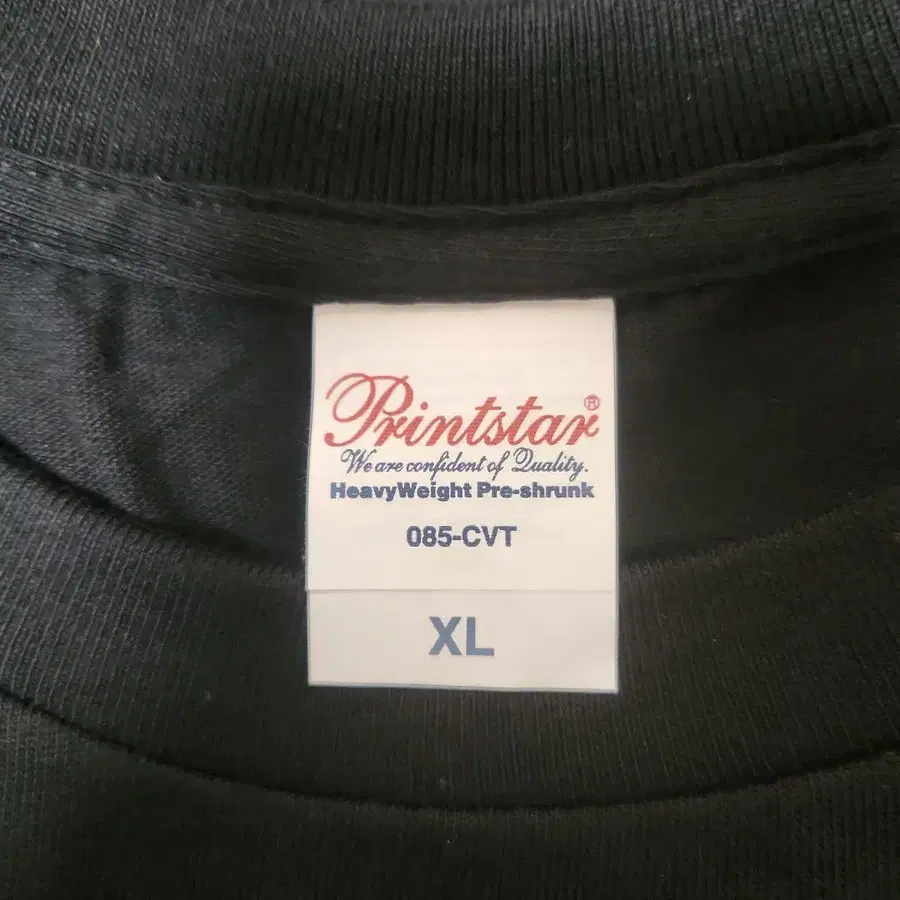 Printstar®
We are confident of Quality.
HeavyWeight Pre-shrunk
085-CVT
XL